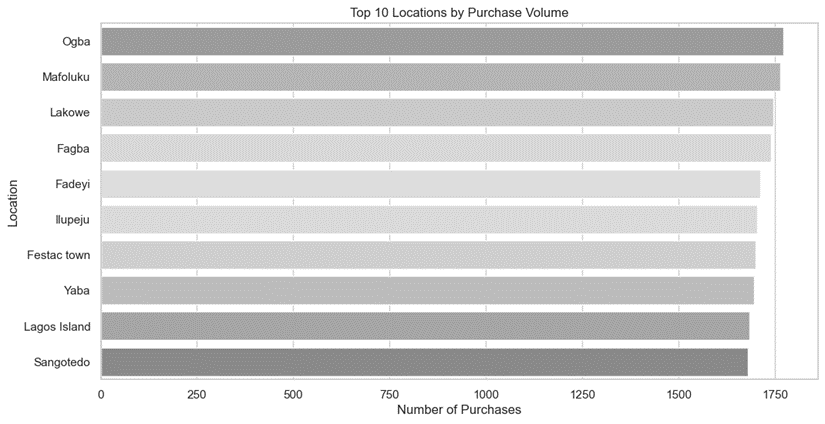 Top 10 Locations by Purchase Volume
Ogba
Mafoluku
Lakowe
Fagba
Fadeyi
Ilupeju
Festac town
Yaba
Lagos Island
Sangotedo
Location
0 250 500 750 1000 1250 1500 1750
Number of Purchases